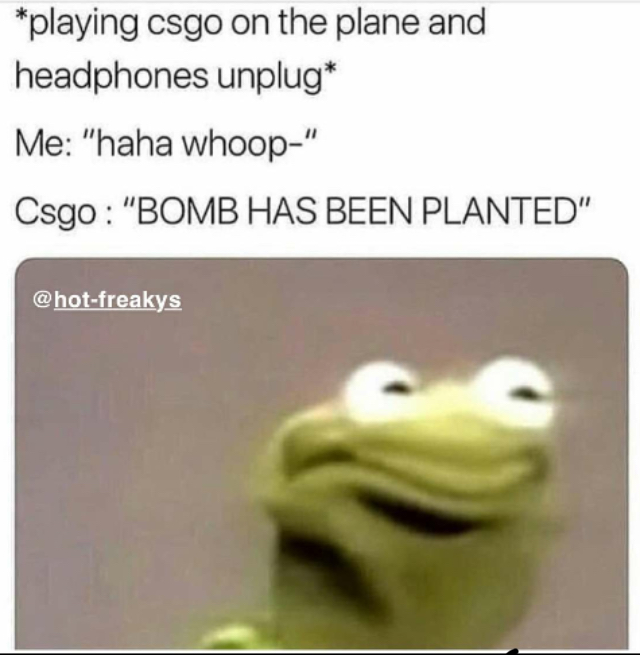 *playing csgo on the plane and
headphones unplug*
Me: "haha whoop-"
Csgo : "BOMB HAS BEEN PLANTED"
@hot-freakys